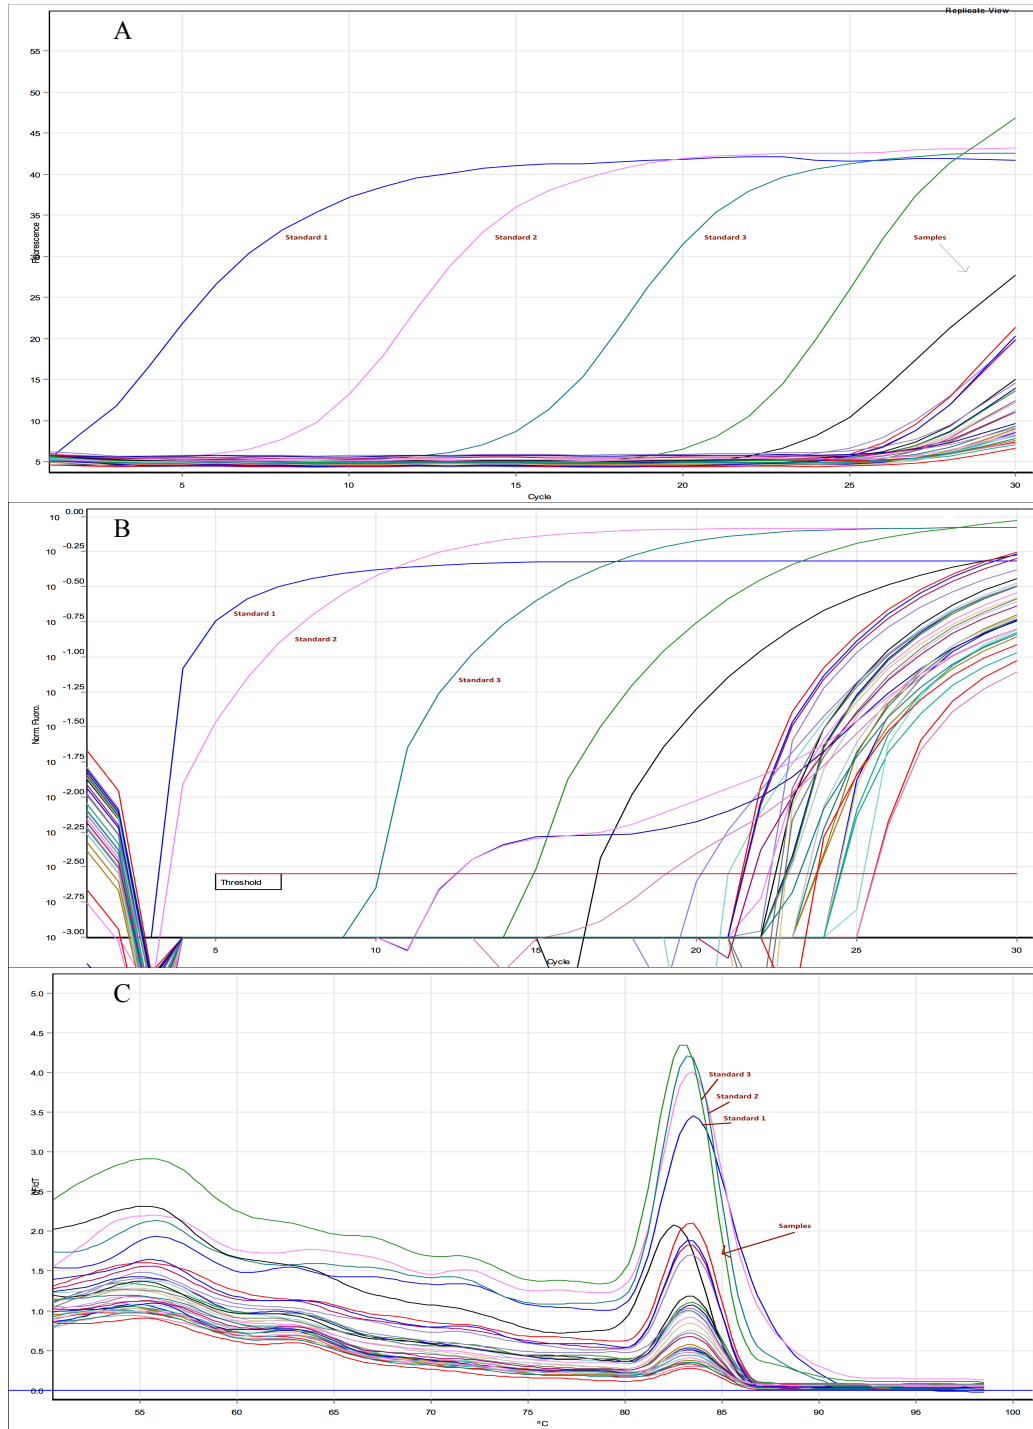 Replicate View
A
55
50
45
40
35
30
25
20
15
10
5
Fluorescence
Standard 1
Standard 2
Standard 3
Samples
5
10
15
20
25
30
Cycle
B
10 0.00
10 -0.25
10 -0.50
10 -0.75
10 -1.00
10 -1.25
10 -1.50
10 -1.75
10 -2.00
10 -2.25
10 -2.50
10 -2.75
10 -3.00
Norm. Fluoro.
Standard 1
Standard 2
Standard 3
Threshold
5
10
15
20
25
30
Cycle
C
5.0
4.5
4.0
3.5
3.0
2.5
2.0
1.5
1.0
0.5
0.0
dF/dT
Standard 3
Standard 2
Standard 1
Samples
55
60
65
70
75
80
85
90
95
100
°C